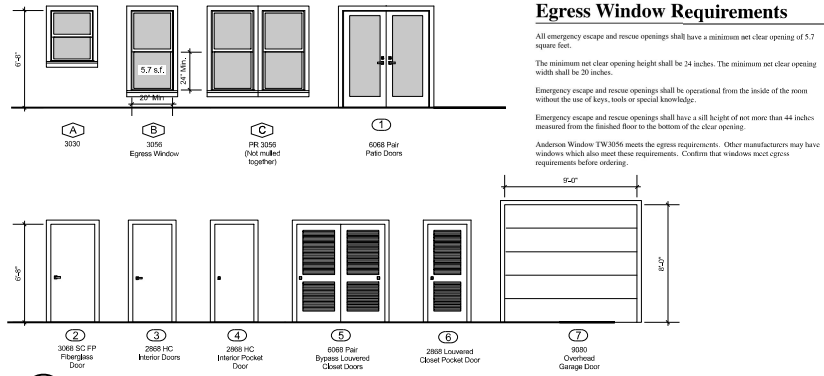 Egress Window Requirements
All emergency escape and rescue openings shall have a minimum net clear opening of 5.7
square feet.
The minimum net clear opening height shall be 24 inches. The minimum net clear opening
width shall be 20 inches.
Emergency escape and rescue openings shall be operational from the inside of the room
without the use of keys, tools or special knowledge.
Emergency escape and rescue openings shall have a sill height of not more than 44 inches
measured from the finished floor to the bottom of the clear opening.
Anderson Window TW3056 meets the egress requirements. Other manufacturers may have
windows which also meet these requirements. Confirm that windows meet egress
requirements before ordering.
6'-8"
5.7 s.f.
24" Min.
20" Min
A
3030
B
3056
Egress Window
C
PR 3056
(Not mulled
together)
1
6068 Pair
Patio Doors
6'-8"
9'-0"
8'-0"
2
3068 SC FP
Fiberglass
Door
3
2868 HC
Interior Doors
4
2868 HC
Interior Pocket
Door
5
6068 Pair
Bypass Louvered
Closet Doors
6
2868 Louvered
Closet Pocket Door
7
9080
Overhead
Garage Door